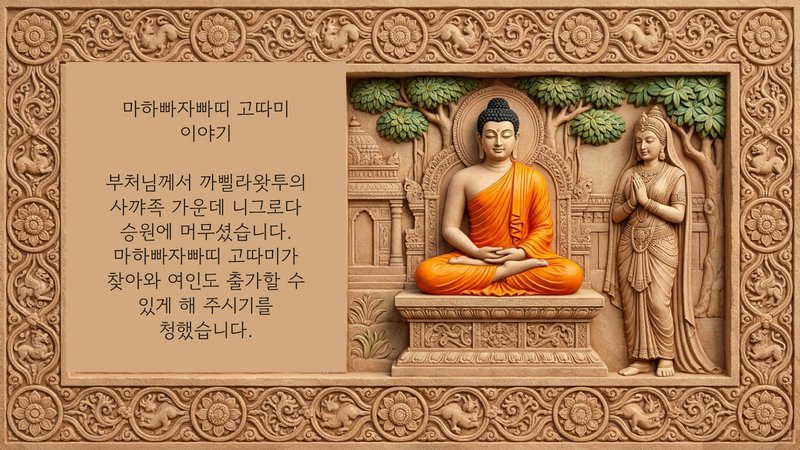 마하빠자빠띠 고따미
이야기
부처님께서 까삘라왓투의
사꺄족 가운데 니그로다
승원에 머무셨습니다.
마하빠자빠띠 고따미가
찾아와 여인도 출가할 수
있게 해 주시기를
청했습니다.